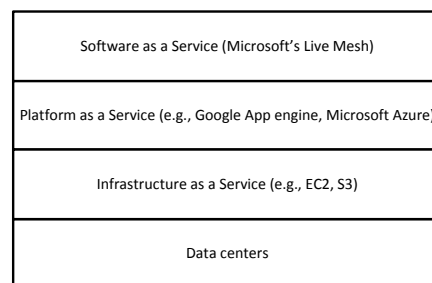 Software as a Service (Microsoft's Live Mesh)
Platform as a Service (e.g., Google App engine, Microsoft Azure)
Infrastructure as a Service (e.g., EC2, S3)
Data centers